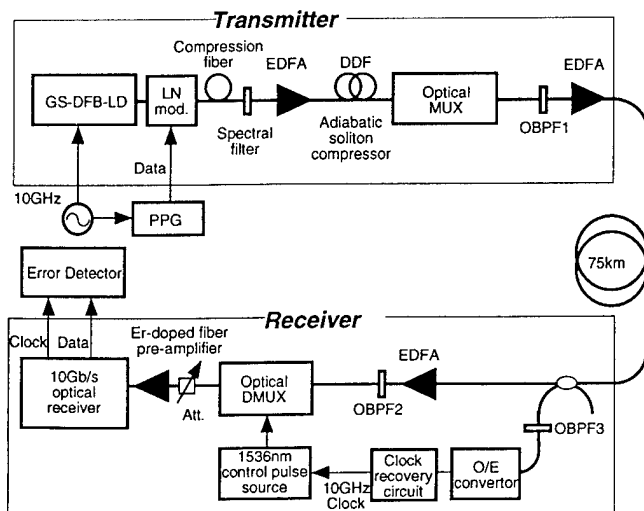 Transmitter
Compression
fiber
EDFA
DDF
EDFA
GS-DFB-LD
LN
mod.
Optical
MUX
Spectral
filter
Adiabatic
soliton
compressor
OBPF1
Data
10GHz
PPG
75km
Error Detector
Receiver
Clock
Data
Er-doped fiber
pre-amplifier
EDFA
10Gb/s
optical
receiver
Att.
Optical
DMUX
OBPF2
OBPF3
1536nm
control pulse
source
10GHz
Clock
Clock
recovery
circuit
O/E
convertor